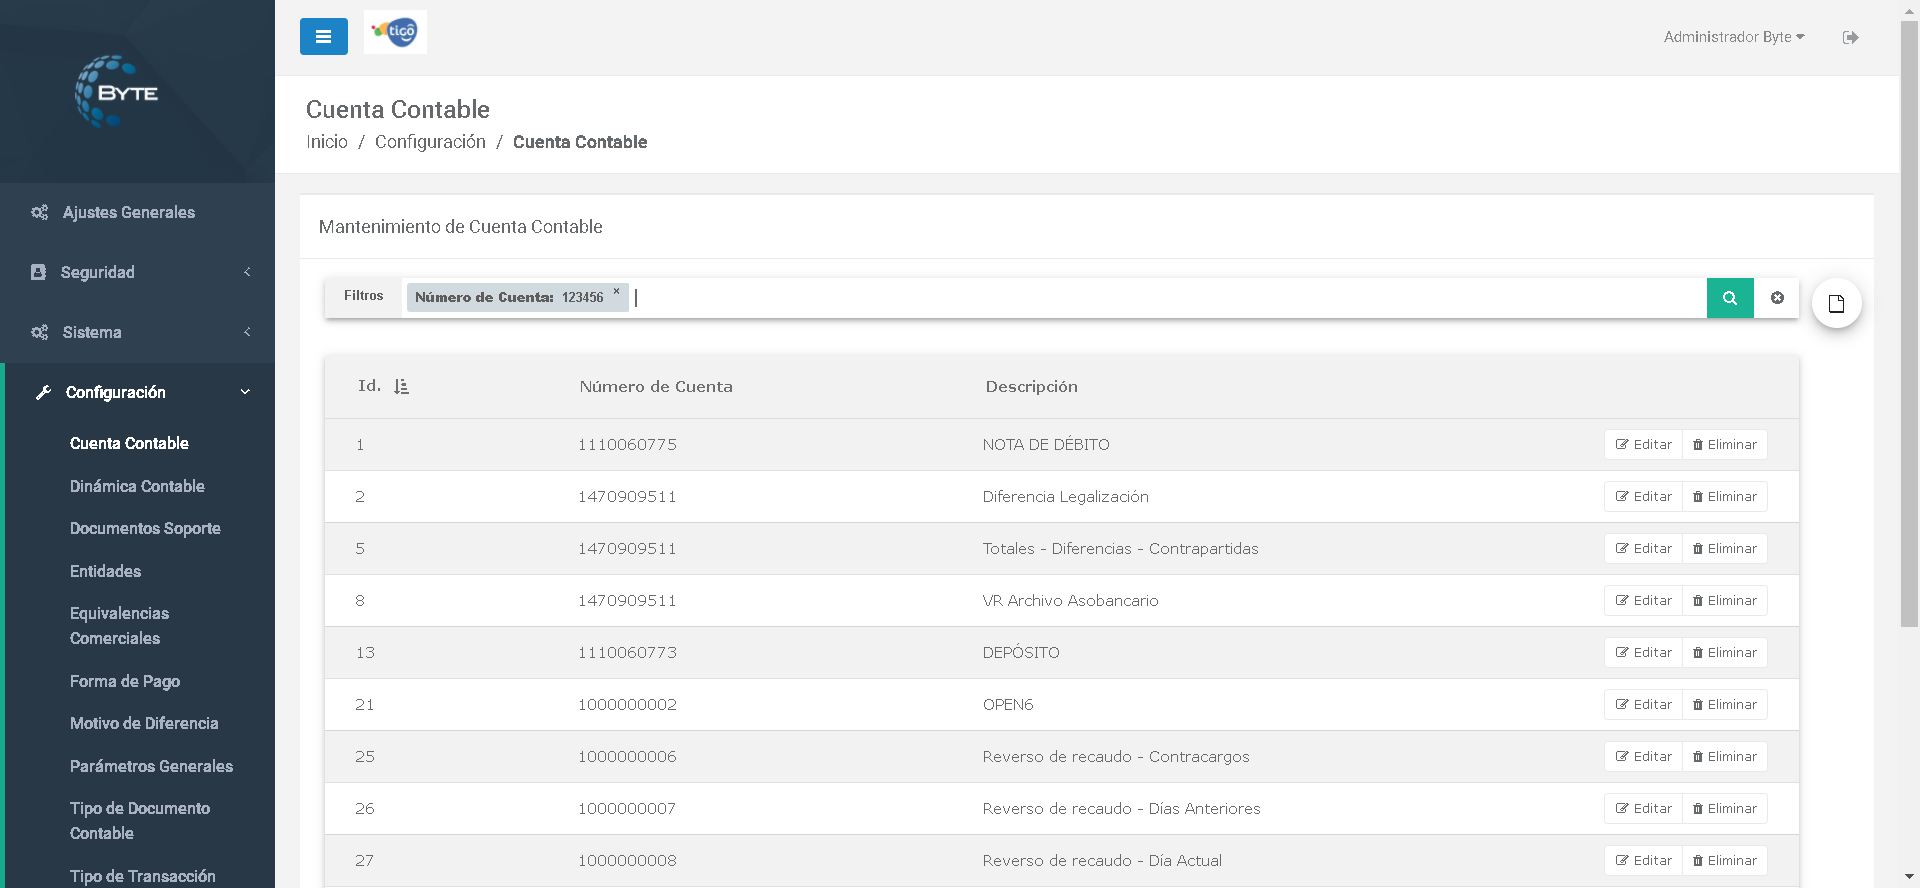 BYTE
tigo
Administrador Byte
Cuenta Contable
Inicio / Configuración / Cuenta Contable
Ajustes Generales
Seguridad
Sistema
Configuración
Cuenta Contable
Dinámica Contable
Documentos Soporte
Entidades
Equivalencias
Comerciales
Forma de Pago
Motivo de Diferencia
Parámetros Generales
Tipo de Documento
Contable
Tipo de Transacción
Mantenimiento de Cuenta Contable
Filtros Número de Cuenta: 123456 ×
Id. Número de Cuenta Descripción
1 1110060775 NOTA DE DÉBITO Editar Eliminar
2 1470909511 Diferencia Legalización Editar Eliminar
5 1470909511 Totales - Diferencias - Contrapartidas Editar Eliminar
8 1470909511 VR Archivo Asobancario Editar Eliminar
13 1110060773 DEPÓSITO Editar Eliminar
21 1000000002 OPEN6 Editar Eliminar
25 1000000006 Reverso de recaudo - Contracargos Editar Eliminar
26 1000000007 Reverso de recaudo - Días Anteriores Editar Eliminar
27 1000000008 Reverso de recaudo - Día Actual Editar Eliminar